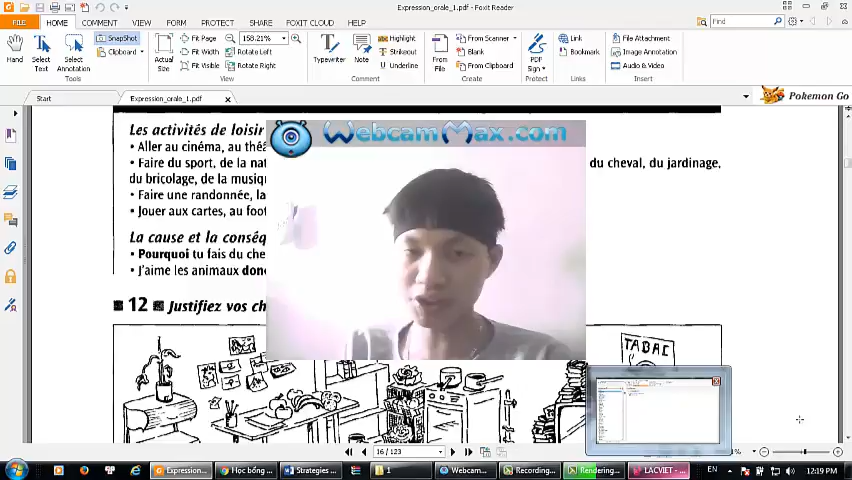 Expression_orale_1.pdf - Foxit Reader
FILE HOME COMMENT VIEW FORM PROTECT SHARE FOXIT CLOUD HELP
Find
Hand
Select Text
Select Annotation
SnapShot
Clipboard
Tools
Actual Size
Fit Page
Fit Width
Fit Visible
158.21%
Rotate Left
Rotate Right
View
Typewriter
Note
Highlight
Strikeout
Underline
Comment
From File
From Scanner
Blank
From Clipboard
Create
PDF Sign
Protect
Link
Bookmark
Links
File Attachment
Image Annotation
Audio & Video
Insert
Start
Expression_orale_1.pdf
Pokemon Go
WebcamMax.com
Les activités de loisir
• Aller au cinéma, au thé
• Faire du sport, de la nat du cheval, du jardinage,
du bricolage, de la musiq
• Faire une randonnée, la
• Jouer aux cartes, au foot
La cause et la conséq
• Pourquoi tu fais du che
• J'aime les animaux donc
12 Justifiez vos ch
TABAC
16 / 123
Expression...
Học bổng ...
Strategies ...
1
Webcam...
Recording...
Rendering...
LACVIET -...
EN
12:19 PM